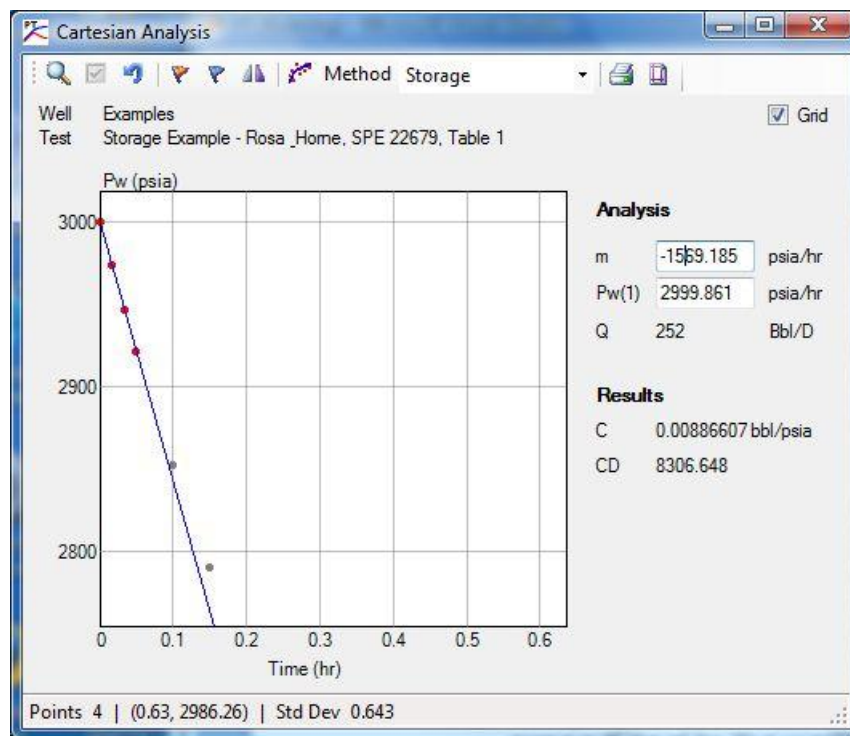 Cartesian Analysis
Method Storage
Well Examples
Test Storage Example - Rosa _Horne, SPE 22679, Table 1
Grid
Pw (psia)
3000
2900
2800
0 0.1 0.2 0.3 0.4 0.5 0.6
Time (hr)
Analysis
m -1569.185 psia/hr
Pw(1) 2999.861 psia/hr
Q 252 Bbl/D
Results
C 0.00886607 bbl/psia
CD 8306.648
Points 4 | (0.63, 2986.26) | Std Dev 0.643